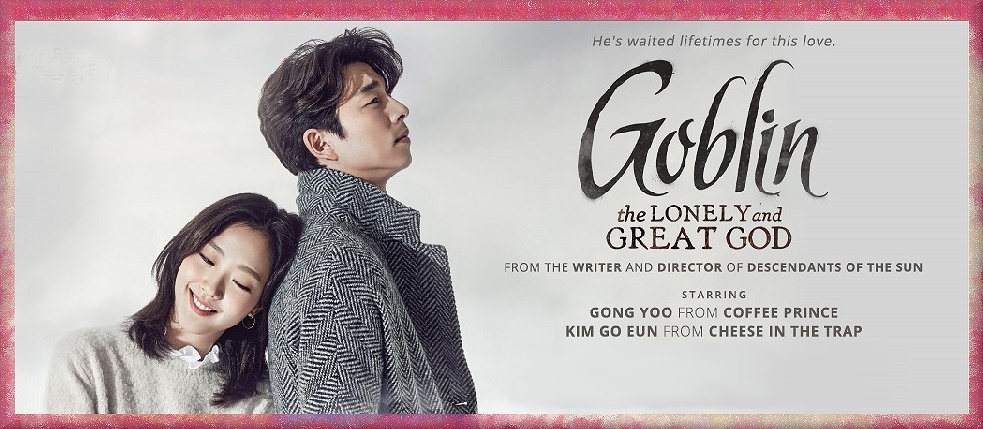 He's waited lifetimes for this love.
Goblin
the LONELY and
GREAT GOD
FROM THE WRITER AND DIRECTOR OF DESCENDANTS OF THE SUN
STARRING
GONG YOO FROM COFFEE PRINCE
KIM GO EUN FROM CHEESE IN THE TRAP